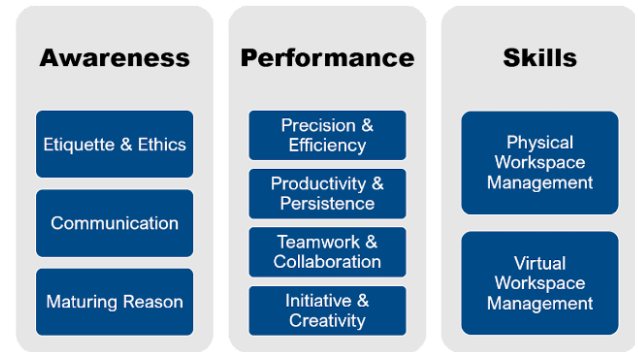 Awareness
Etiquette & Ethics
Communication
Maturing Reason
Performance
Precision &
Efficiency
Productivity &
Persistence
Teamwork &
Collaboration
Initiative &
Creativity
Skills
Physical
Workspace
Management
Virtual
Workspace
Management